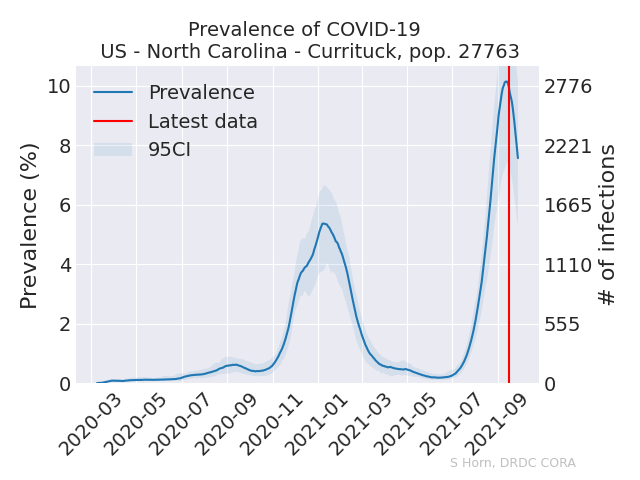 Prevalence of COVID-19
US - North Carolina - Currituck, pop. 27763
Prevalence
Latest data
95CI
Prevalence (%)
10
8
6
4
2
0
2776
2221
1665
1110
555
0
# of infections
2020-03
2020-05
2020-07
2020-09
2020-11
2021-01
2021-03
2021-05
2021-07
2021-09
S Horn, DRDC CORA